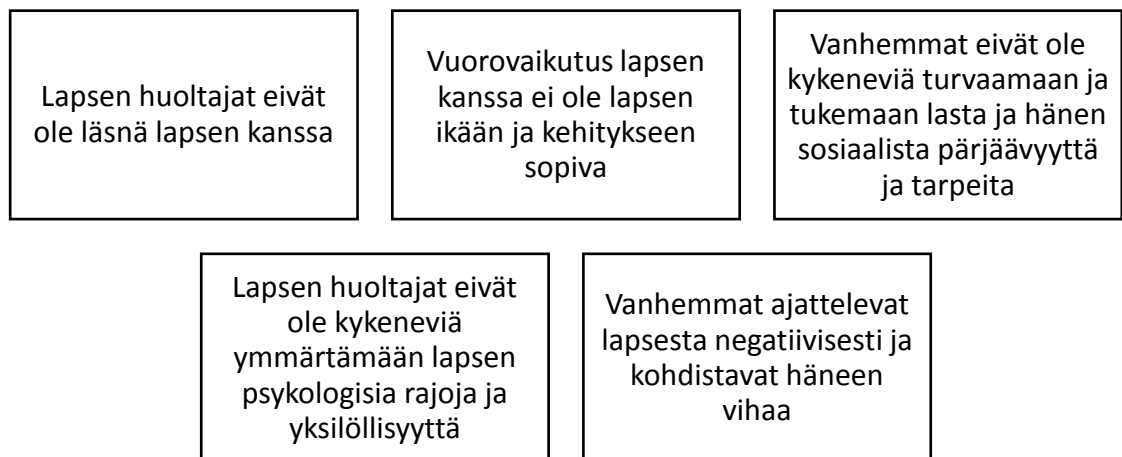 Lapsen huoltajat eivät
ole läsnä lapsen kanssa
Vuorovaikutus lapsen
kanssa ei ole lapsen
ikään ja kehitykseen
sopiva
Vanhemmat eivät ole
kykeneviä turvaamaan ja
tukemaan lasta ja hänen
sosiaalista pärjäävyyttä
ja tarpeita
Lapsen huoltajat eivät
ole kykeneviä
ymmärtämään lapsen
psykologisia rajoja ja
yksilöllisyyttä
Vanhemmat ajattelevat
lapsesta negatiivisesti ja
kohdistavat häneen
vihaa